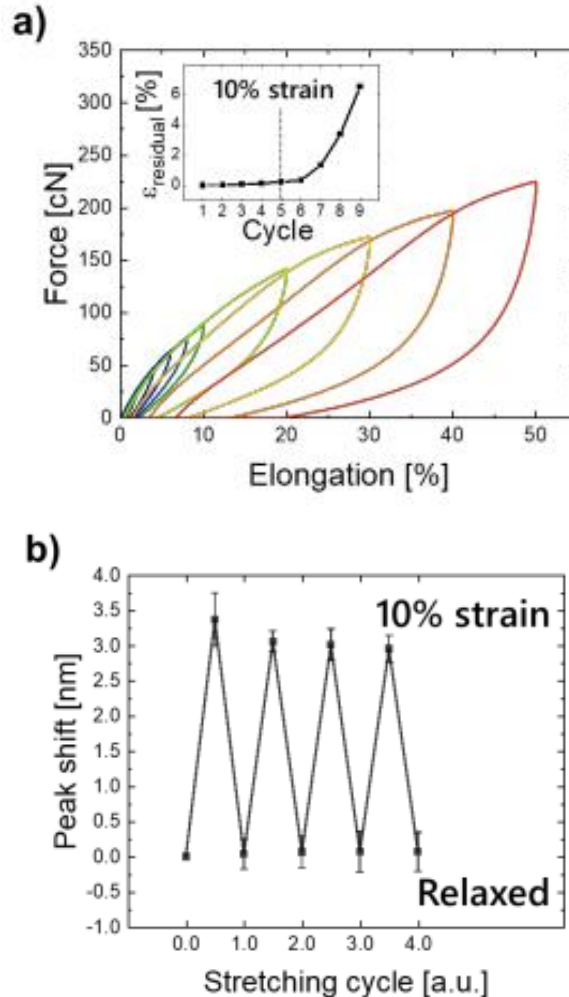 a)
350
300
250
200
150
100
50
0
Force [cN]
6
4
2
0
ε residual [%]
10% strain
1 2 3 4 5 6 7 8 9
Cycle
0 10 20 30 40 50
Elongation [%]
b)
4.0
3.5
3.0
2.5
2.0
1.5
1.0
0.5
0.0
-0.5
-1.0
Peak shift [nm]
10% strain
Relaxed
0.0 1.0 2.0 3.0 4.0
Stretching cycle [a.u.]